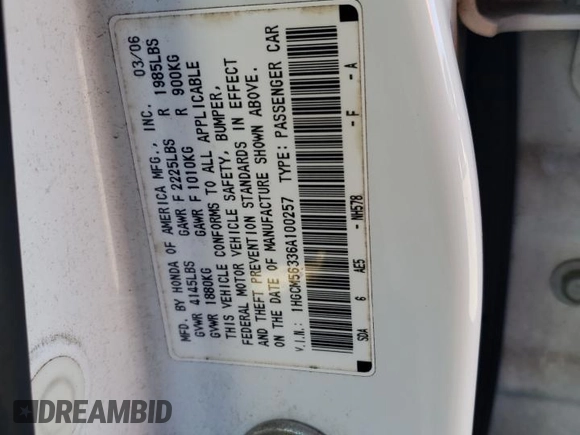 MFD. BY HONDA OF AMERICA MFG., INC. 03/06
GVWR 4145LBS GAWR F 2225LBS R 1985LBS
GVWR 1880KG GAWR F 1010KG R 900KG
THIS VEHICLE CONFORMS TO ALL APPLICABLE
FEDERAL MOTOR VEHICLE SAFETY, BUMPER,
AND THEFT PREVENTION STANDARDS IN EFFECT
ON THE DATE OF MANUFACTURE SHOWN ABOVE.
V.I.N.: 1HGCM56336A100257 TYPE: PASSENGER CAR
SDA 6 AE5 - NH578 - F - A
DREAMBID